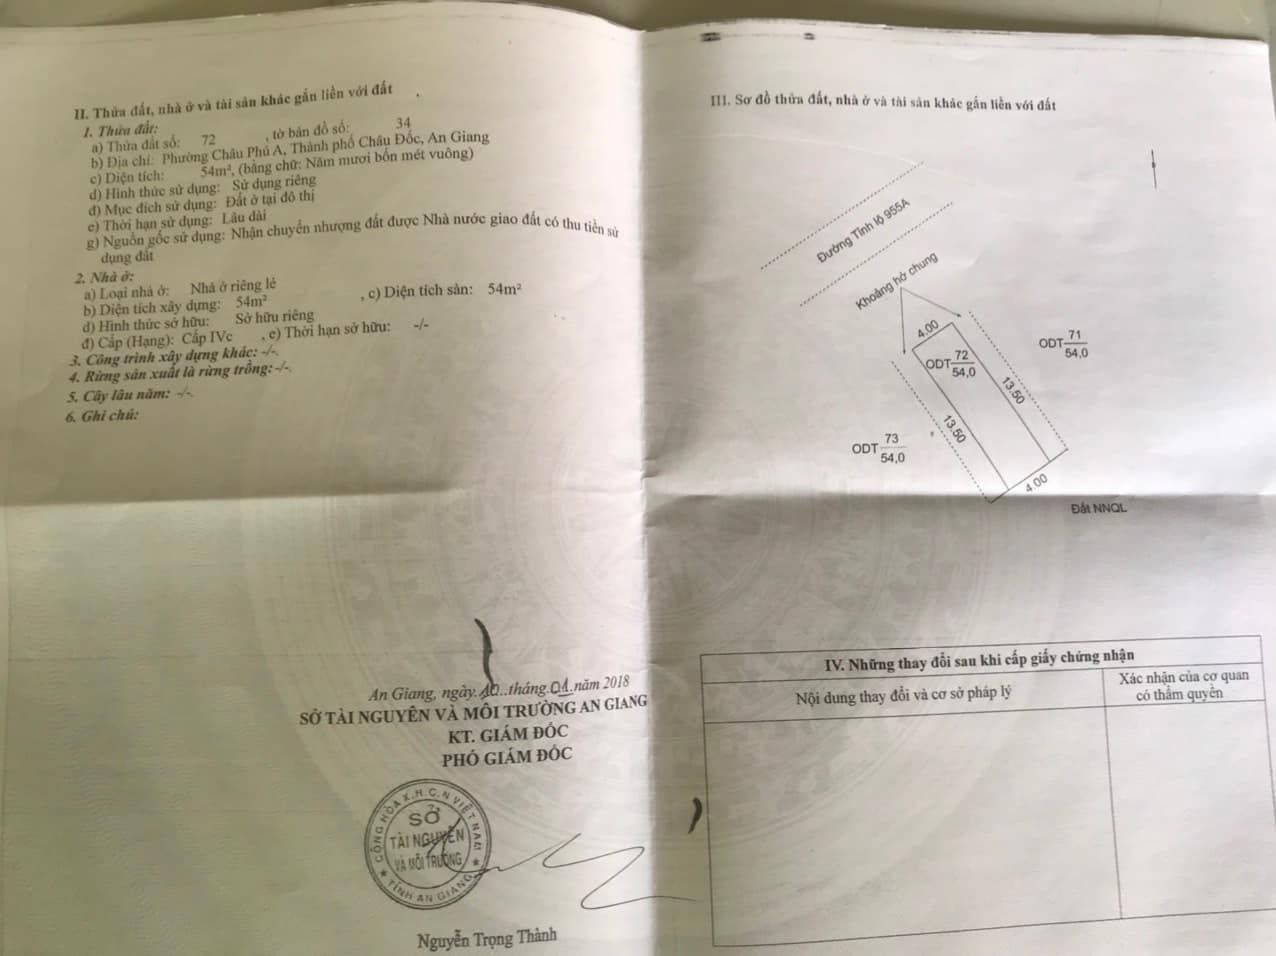 II. Thửa đất, nhà ở và tài sản khác gắn liền với đất
1. Thửa đất:
a) Thửa đất số: 72 , tờ bản đồ số: 34
b) Địa chỉ: Phường Châu Phú A, Thành phố Châu Đốc, An Giang
c) Diện tích: 54m², (bằng chữ: Năm mươi bốn mét vuông)
d) Hình thức sử dụng: Sử dụng riêng
đ) Mục đích sử dụng: Đất ở tại đô thị
e) Thời hạn sử dụng: Lâu dài
g) Nguồn gốc sử dụng: Nhận chuyển nhượng đất được Nhà nước giao đất có thu tiền sử
dụng đất
2. Nhà ở:
a) Loại nhà ở: Nhà ở riêng lẻ
b) Diện tích xây dựng: 54m² , c) Diện tích sàn: 54m²
d) Hình thức sở hữu: Sở hữu riêng
đ) Cấp (Hạng): Cấp IVc , e) Thời hạn sở hữu: -/-
3. Công trình xây dựng khác: -/-.
4. Rừng sản xuất là rừng trồng: -/-.
5. Cây lâu năm: -/-.
6. Ghi chú:
An Giang, ngày 10 tháng 01 năm 2018
SỞ TÀI NGUYÊN VÀ MÔI TRƯỜNG AN GIANG
KT. GIÁM ĐỐC
PHÓ GIÁM ĐỐC
CỘNG HÒA X.H.C.N VIỆT NAM
SỞ
TÀI NGUYÊN
VÀ MÔI TRƯỜNG
★ TỈNH AN GIANG ★
Nguyễn Trọng Thành
III. Sơ đồ thửa đất, nhà ở và tài sản khác gắn liền với đất
Đường Tỉnh lộ 955A
Khoảng hở chung
4.00
ODT 72/54,0
ODT 71/54,0
13.50
13.50
ODT 73/54,0
4.00
Đất NNQL
IV. Những thay đổi sau khi cấp giấy chứng nhận
Nội dung thay đổi và cơ sở pháp lý
Xác nhận của cơ quan
có thẩm quyền